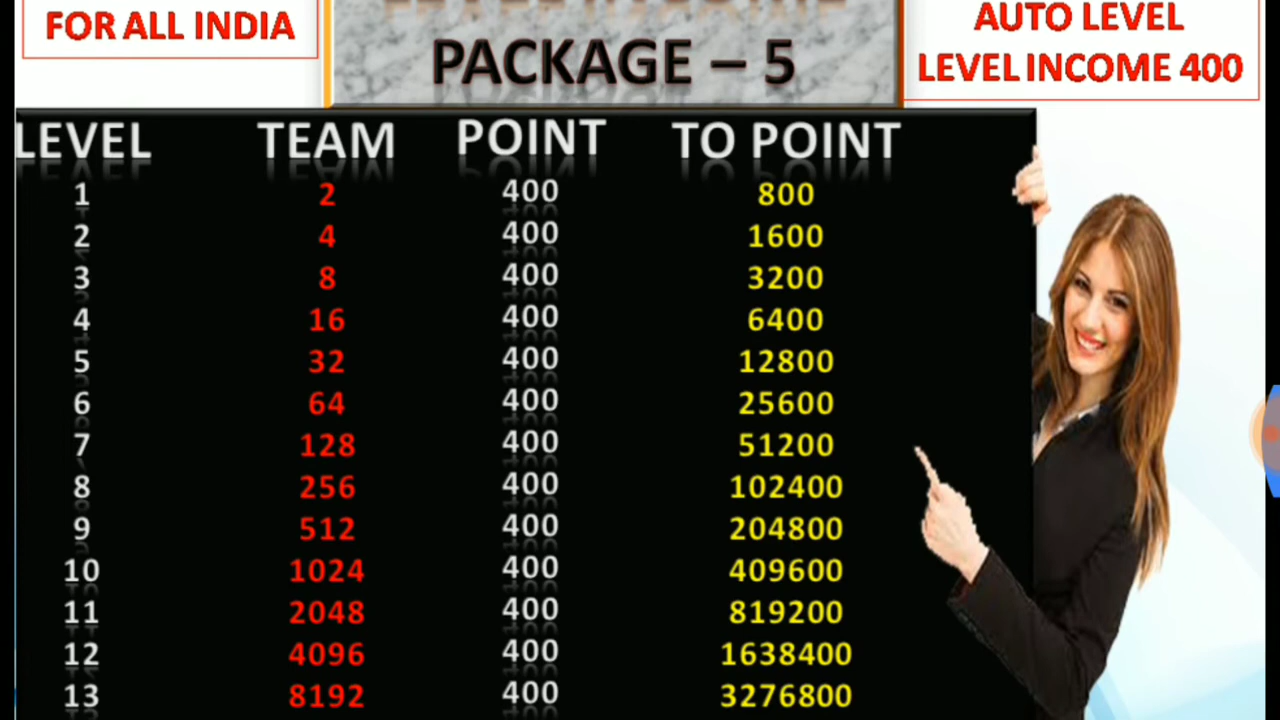 FOR ALL INDIA
PACKAGE – 5
AUTO LEVEL
LEVEL INCOME 400
LEVEL TEAM POINT TO POINT
1 2 400 800
2 4 400 1600
3 8 400 3200
4 16 400 6400
5 32 400 12800
6 64 400 25600
7 128 400 51200
8 256 400 102400
9 512 400 204800
10 1024 400 409600
11 2048 400 819200
12 4096 400 1638400
13 8192 400 3276800